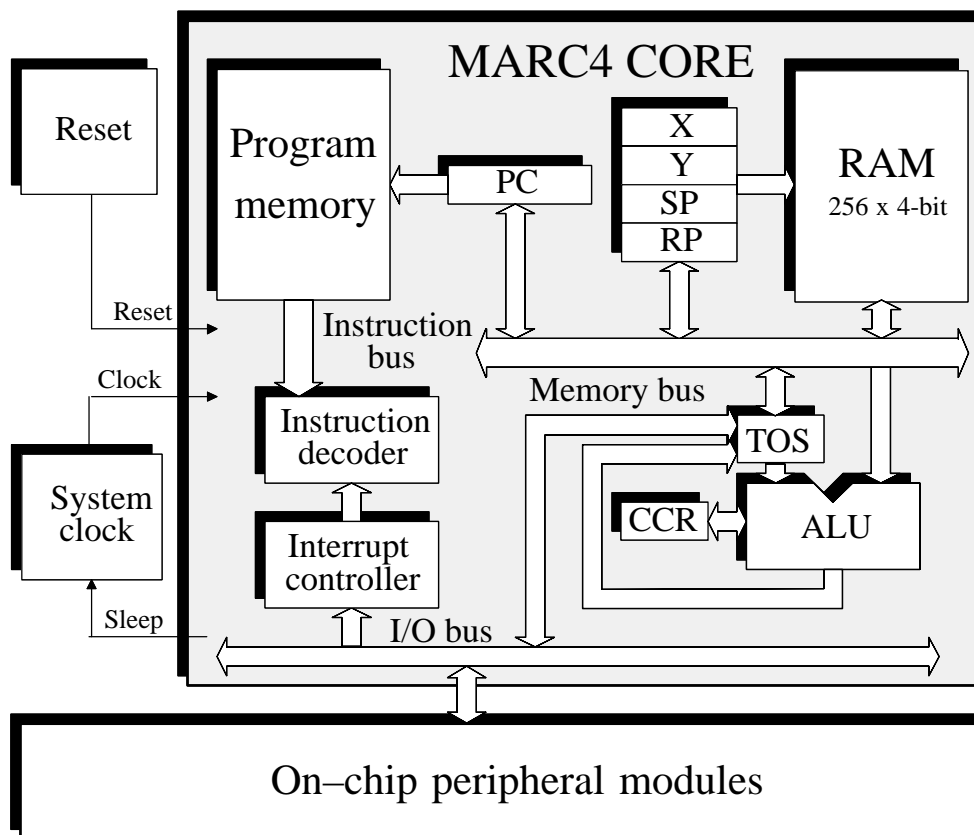 MARC4 CORE
Reset
Program
memory
PC
X
Y
SP
RP
RAM
256 x 4-bit
Reset
Instruction
bus
Clock
Memory bus
Instruction
decoder
TOS
System
clock
CCR
ALU
Interrupt
controller
Sleep
I/O bus
On–chip peripheral modules